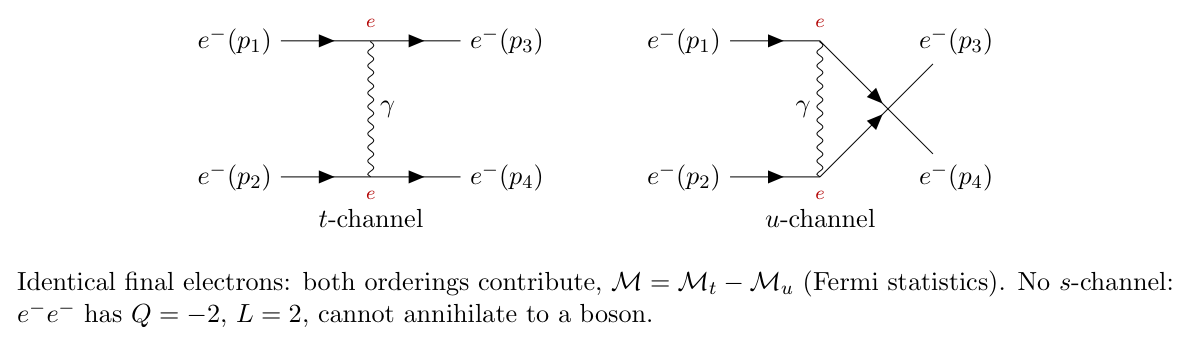 e e
e⁻(p₁) e⁻(p₃) e⁻(p₁) e⁻(p₃)
γ γ
e⁻(p₂) e⁻(p₄) e⁻(p₂) e⁻(p₄)
e e
t-channel u-channel
Identical final electrons: both orderings contribute, ℳ = ℳₜ − ℳᵤ (Fermi statistics). No s-channel:
e⁻e⁻ has Q = −2, L = 2, cannot annihilate to a boson.